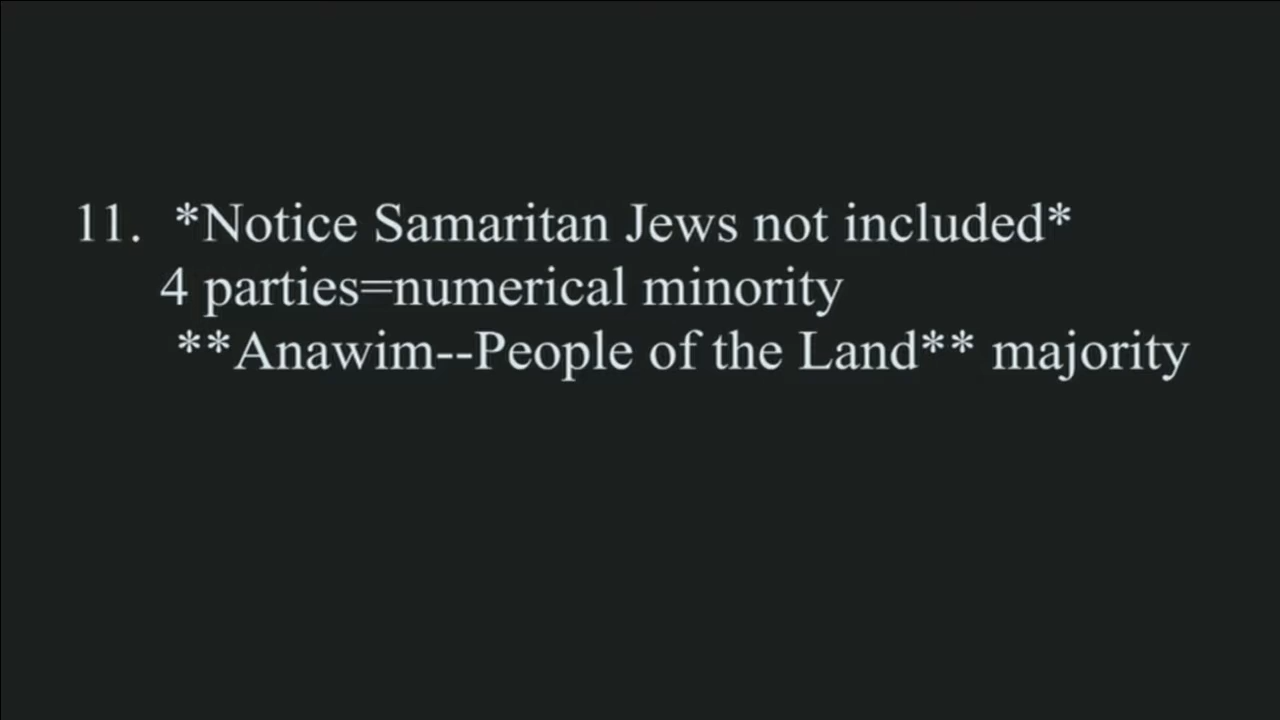 11. *Notice Samaritan Jews not included*
4 parties=numerical minority
**Anawim--People of the Land** majority